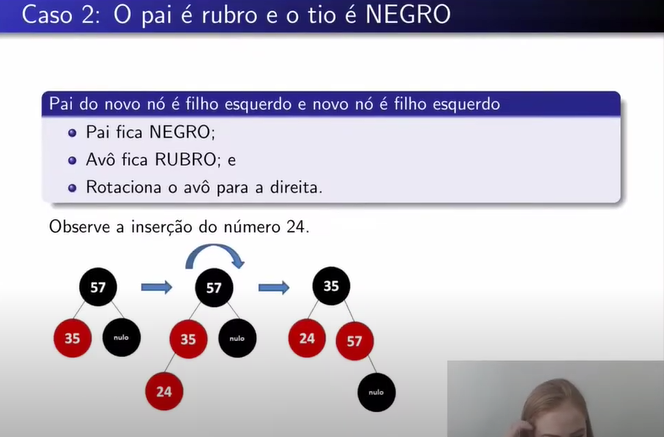 Caso 2: O pai é rubro e o tio é NEGRO
Pai do novo nó é filho esquerdo e novo nó é filho esquerdo
Pai fica NEGRO;
Avô fica RUBRO; e
Rotaciona o avô para a direita.
Observe a inserção do número 24.
57
35
nulo
57
35
nulo
24
35
24
57
nulo